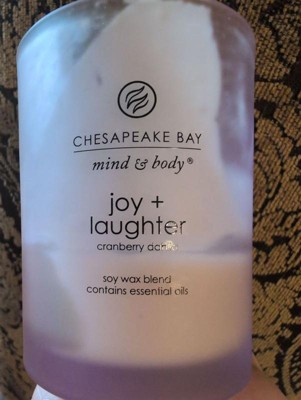 CHESAPEAKE BAY
mind & body®
joy +
laughter
cranberry
soy wax blend
contains essential oils